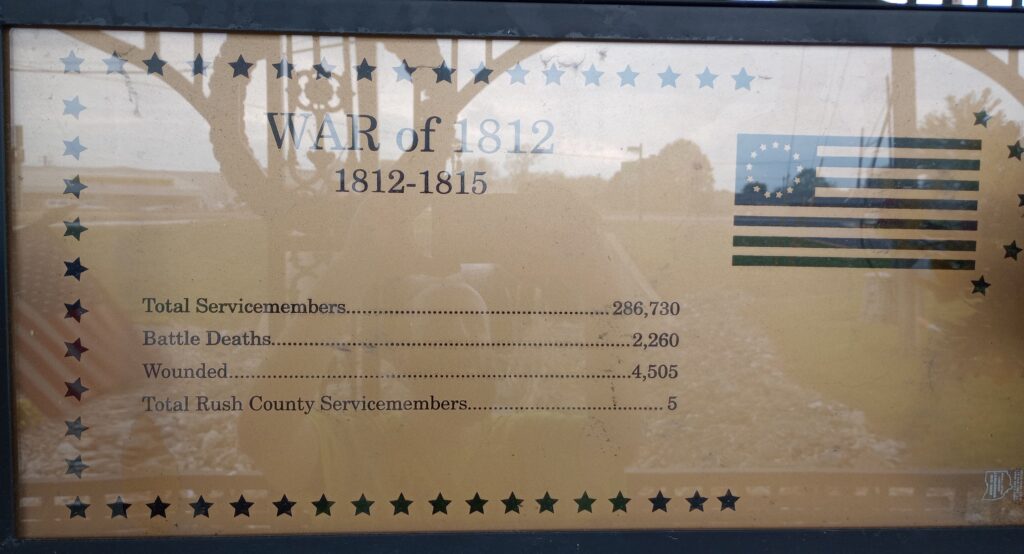 WAR of 1812
1812-1815
Total Servicemembers........................................................286,730
Battle Deaths.........................................................................2,260
Wounded................................................................................4,505
Total Rush County Servicemembers.................................... 5